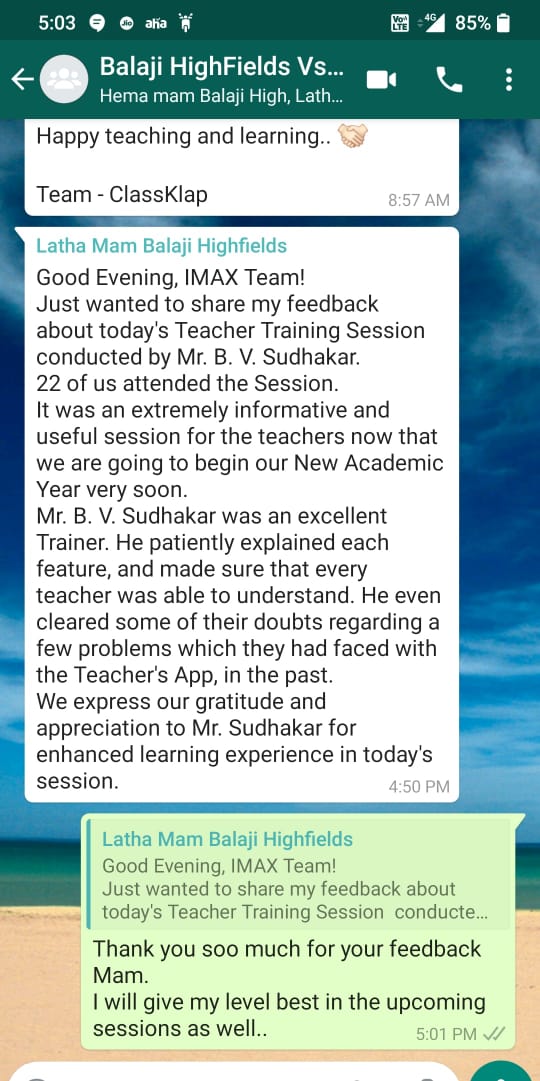 5:03
Jio
aha
Vo LTE
4G
85%
Balaji HighFields Vs...
Hema mam Balaji High, Lath...
Happy teaching and learning..
Team - ClassKlap
8:57 AM
Latha Mam Balaji Highfields
Good Evening, IMAX Team!
Just wanted to share my feedback
about today's Teacher Training Session
conducted by Mr. B. V. Sudhakar.
22 of us attended the Session.
It was an extremely informative and
useful session for the teachers now that
we are going to begin our New Academic
Year very soon.
Mr. B. V. Sudhakar was an excellent
Trainer. He patiently explained each
feature, and made sure that every
teacher was able to understand. He even
cleared some of their doubts regarding a
few problems which they had faced with
the Teacher's App, in the past.
We express our gratitude and
appreciation to Mr. Sudhakar for
enhanced learning experience in today's
session.
4:50 PM
Latha Mam Balaji Highfields
Good Evening, IMAX Team!
Just wanted to share my feedback about
today's Teacher Training Session conducte...
Thank you soo much for your feedback
Mam.
I will give my level best in the upcoming
sessions as well..
5:01 PM